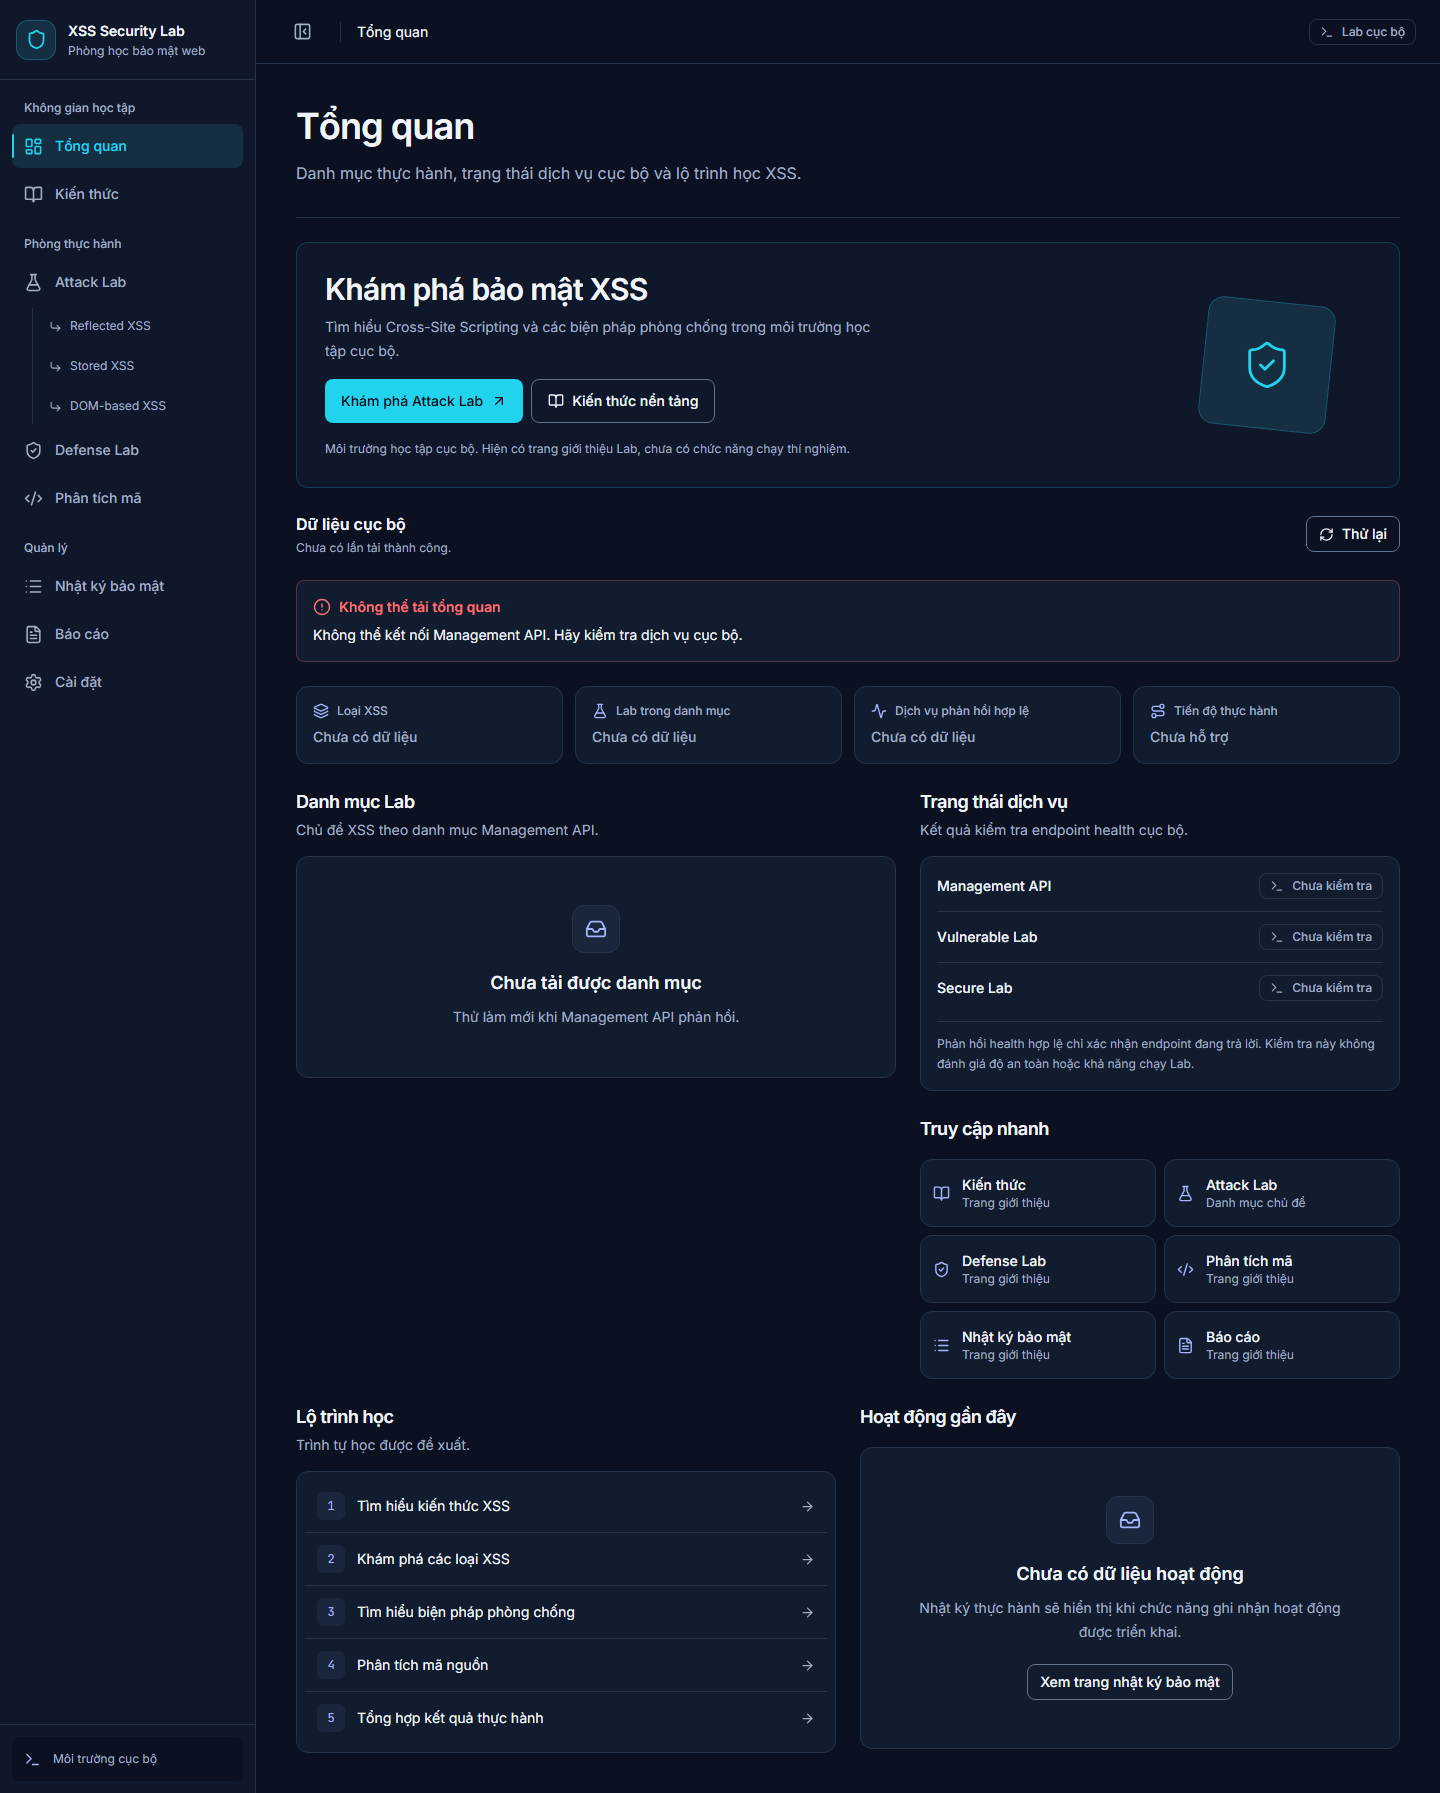 XSS Security Lab
Phòng học bảo mật web
Không gian học tập
Tổng quan
Kiến thức
Phòng thực hành
Attack Lab
Reflected XSS
Stored XSS
DOM-based XSS
Defense Lab
Phân tích mã
Quản lý
Nhật ký bảo mật
Báo cáo
Cài đặt
Môi trường cục bộ
Tổng quan
Lab cục bộ
Tổng quan
Danh mục thực hành, trạng thái dịch vụ cục bộ và lộ trình học XSS.
Khám phá bảo mật XSS
Tìm hiểu Cross-Site Scripting và các biện pháp phòng chống trong môi trường học
tập cục bộ.
Khám phá Attack Lab
Kiến thức nền tảng
Môi trường học tập cục bộ. Hiện có trang giới thiệu Lab, chưa có chức năng chạy thí nghiệm.
Dữ liệu cục bộ
Chưa có lần tải thành công.
Thử lại
Không thể tải tổng quan
Không thể kết nối Management API. Hãy kiểm tra dịch vụ cục bộ.
Loại XSS
Chưa có dữ liệu
Lab trong danh mục
Chưa có dữ liệu
Dịch vụ phản hồi hợp lệ
Chưa có dữ liệu
Tiến độ thực hành
Chưa hỗ trợ
Danh mục Lab
Chủ đề XSS theo danh mục Management API.
Chưa tải được danh mục
Thử làm mới khi Management API phản hồi.
Trạng thái dịch vụ
Kết quả kiểm tra endpoint health cục bộ.
Management API
Chưa kiểm tra
Vulnerable Lab
Chưa kiểm tra
Secure Lab
Chưa kiểm tra
Phản hồi health hợp lệ chỉ xác nhận endpoint đang trả lời. Kiểm tra này không
đánh giá độ an toàn hoặc khả năng chạy Lab.
Truy cập nhanh
Kiến thức
Trang giới thiệu
Attack Lab
Danh mục chủ đề
Defense Lab
Trang giới thiệu
Phân tích mã
Trang giới thiệu
Nhật ký bảo mật
Trang giới thiệu
Báo cáo
Trang giới thiệu
Lộ trình học
Trình tự học được đề xuất.
1 Tìm hiểu kiến thức XSS
2 Khám phá các loại XSS
3 Tìm hiểu biện pháp phòng chống
4 Phân tích mã nguồn
5 Tổng hợp kết quả thực hành
Hoạt động gần đây
Chưa có dữ liệu hoạt động
Nhật ký thực hành sẽ hiển thị khi chức năng ghi nhận hoạt động
được triển khai.
Xem trang nhật ký bảo mật